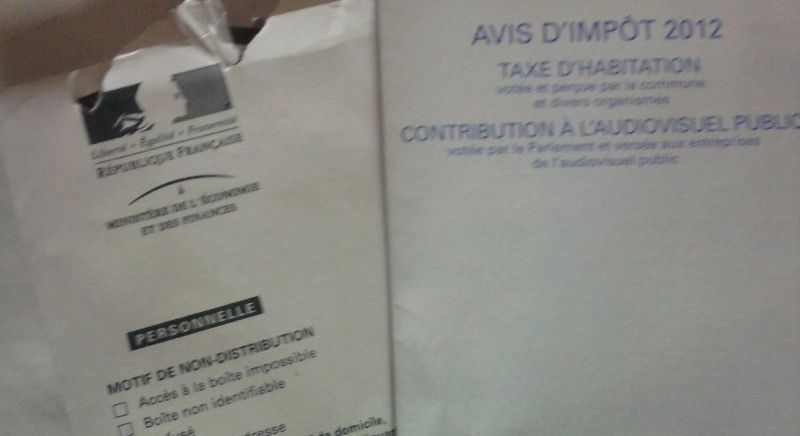 Liberté • Égalité • Fraternité
RÉPUBLIQUE FRANÇAISE
MINISTÈRE DE L'ÉCONOMIE
ET DES FINANCES
PERSONNELLE
MOTIF DE NON-DISTRIBUTION
Accès à la boîte impossible
Boîte non identifiable
de domicile,
AVIS D'IMPÔT 2012
TAXE D'HABITATION
votée et perçue par la commune
et divers organismes
CONTRIBUTION À L'AUDIOVISUEL PUBLIC
votée par le Parlement et versée aux entreprises
de l'audiovisuel public